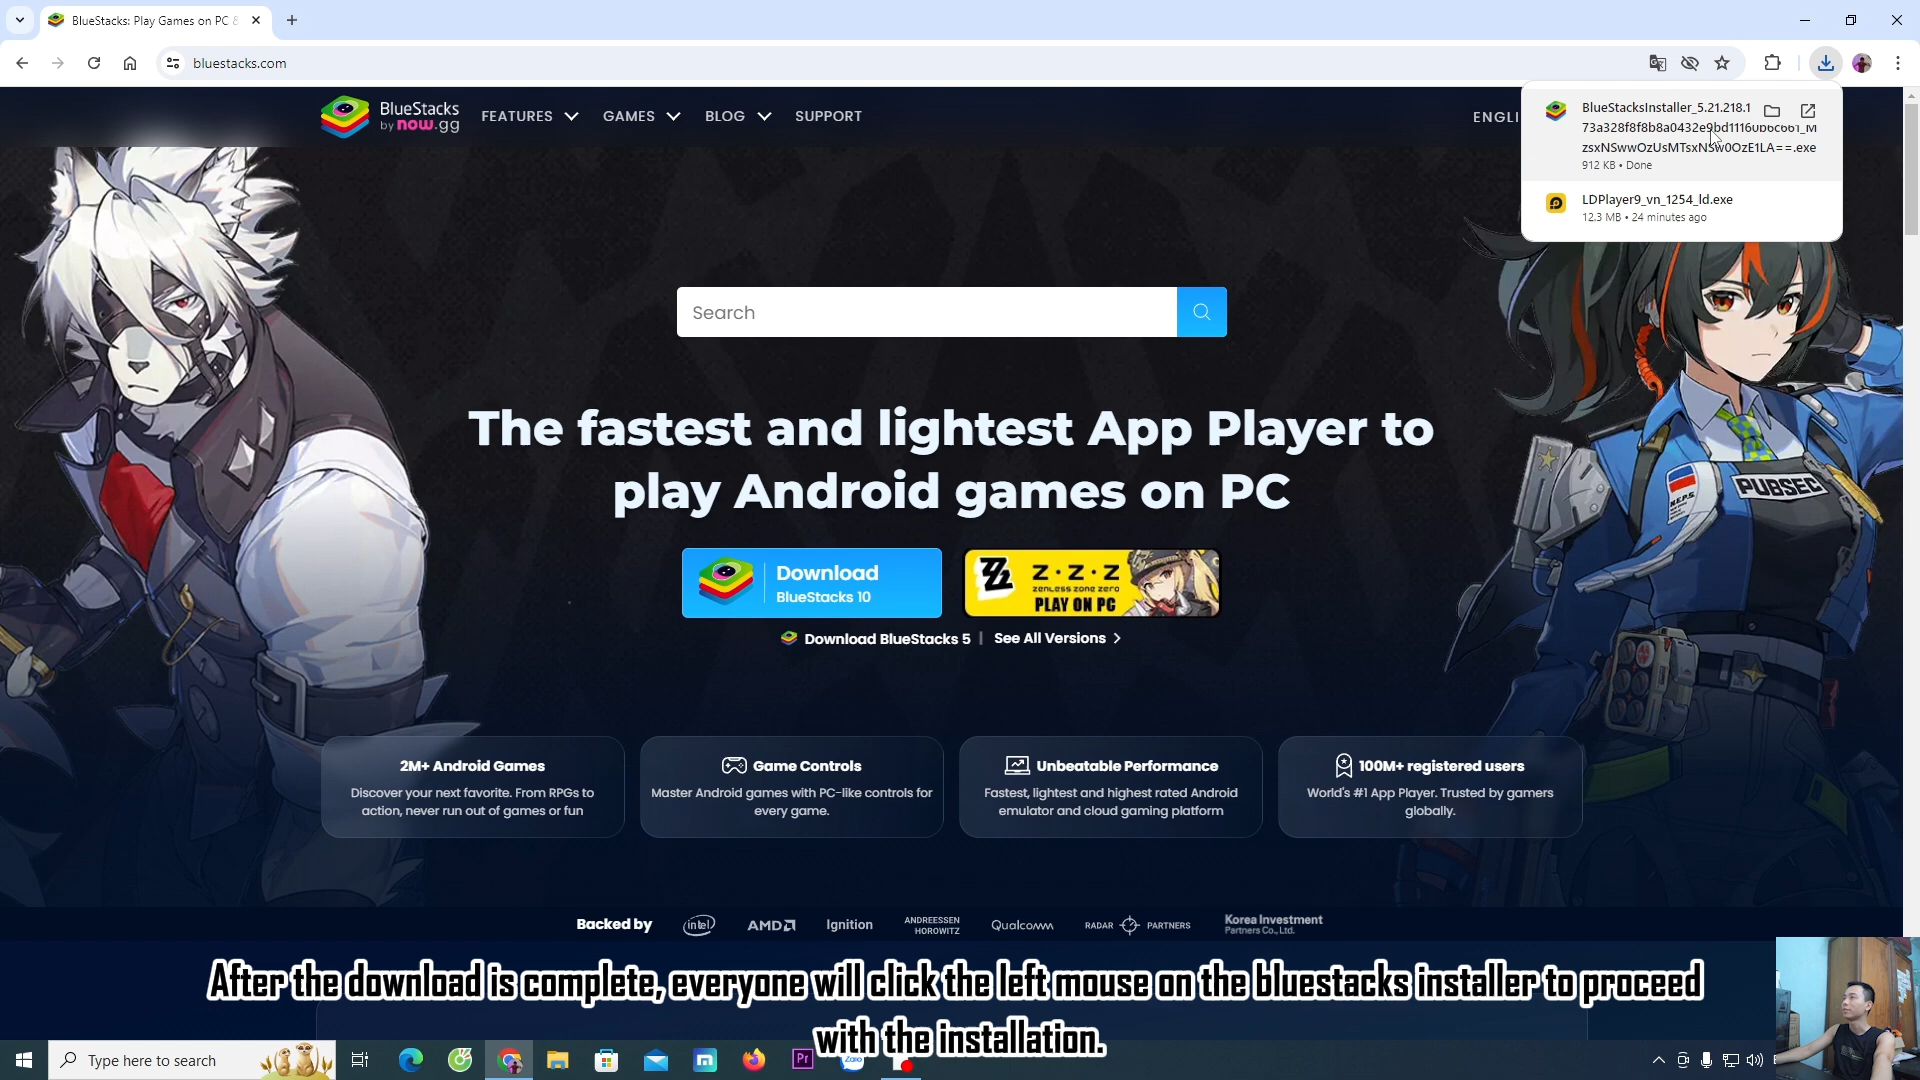 BlueStacks: Play Games on PC &
bluestacks.com
BlueStacksInstaller_5.21.218.1
73a328f8f8b8a0432e9bd11160b6c661_M
zsxNSwwOzUsMTsxNSw0OzE1LA==.exe
912 KB • Done
LDPlayer9_vn_1254_ld.exe
12.3 MB • 24 minutes ago
BlueStacks
by now.gg
FEATURES
GAMES
BLOG
SUPPORT
ENGLI
Search
The fastest and lightest App Player to
play Android games on PC
Download
BlueStacks 10
Z·Z·Z
ZENLESS ZONE ZERO
PLAY ON PC
Download BlueStacks 5 | See All Versions
N.E.P.S.
PUBSEC
2M+ Android Games
Discover your next favorite. From RPGs to
action, never run out of games or fun
Game Controls
Master Android games with PC-like controls for
every game.
Unbeatable Performance
Fastest, lightest and highest rated Android
emulator and cloud gaming platform
100M+ registered users
World's #1 App Player. Trusted by gamers
globally.
Backed by
intel
AMD
Ignition
ANDREESSEN
HOROWITZ
Qualcomm
RADAR PARTNERS
Korea Investment
Partners Co., Ltd.
After the download is complete, everyone will click the left mouse on the bluestacks installer to proceed
with the installation.
Type here to search
Pr
Zalo